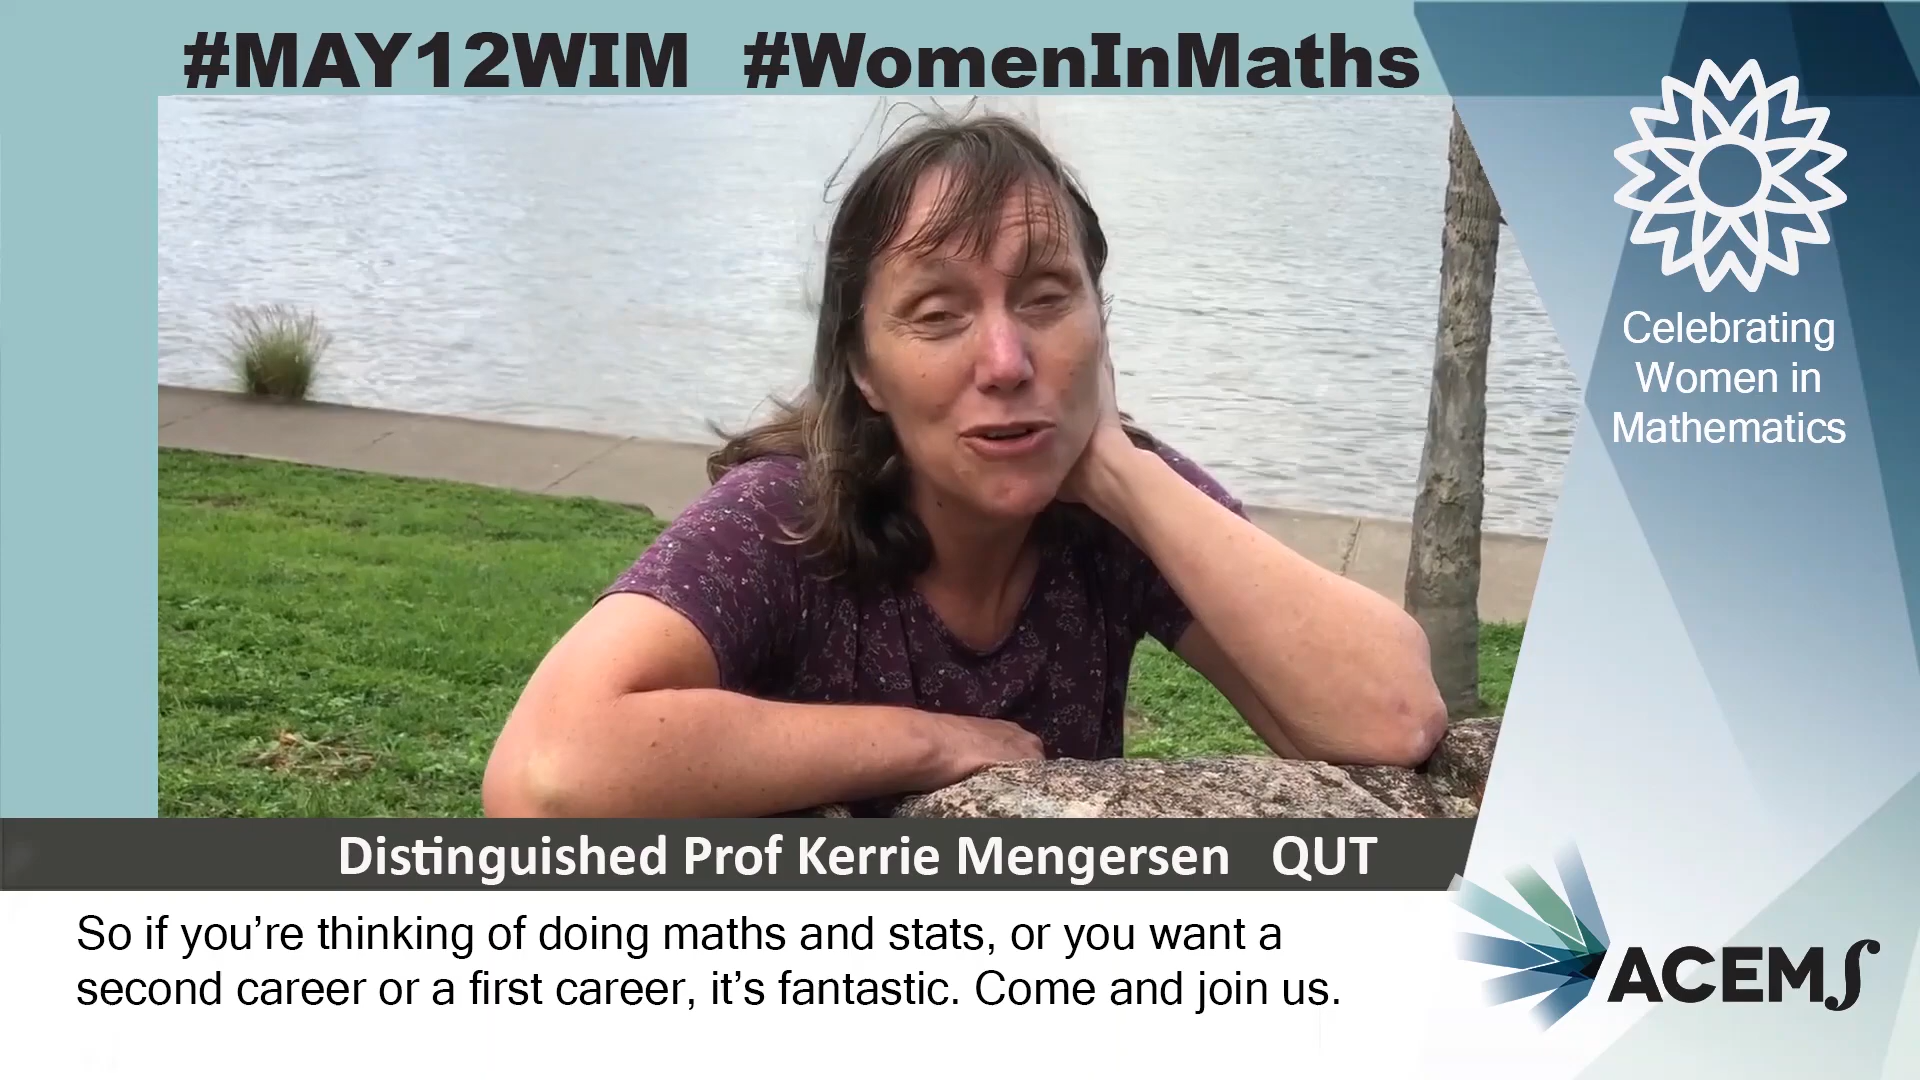 #MAY12WIM #WomenInMaths
Celebrating
Women in
Mathematics
Distinguished Prof Kerrie Mengersen QUT
So if you’re thinking of doing maths and stats, or you want a
second career or a first career, it’s fantastic. Come and join us.
ACEMS